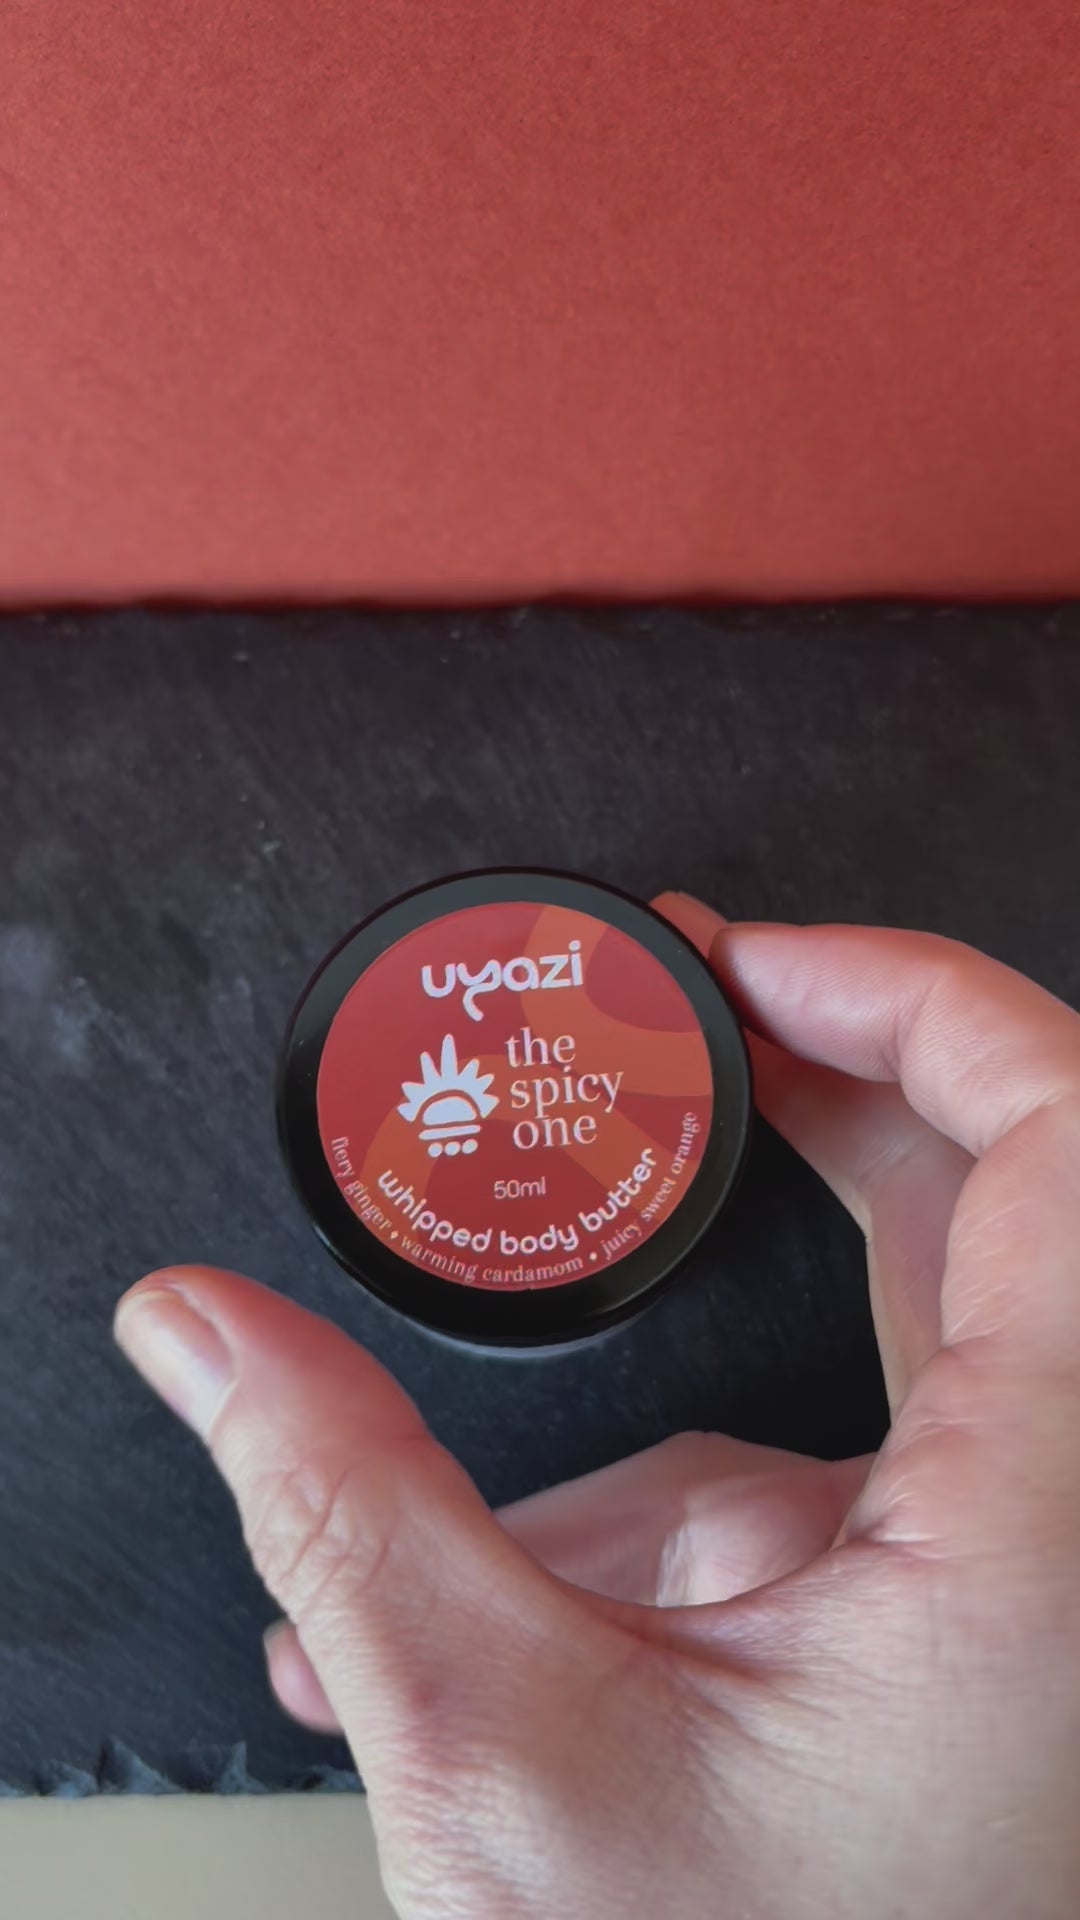 uyazi
the
spicy
one
50ml
whipped body butter
fiery ginger • warming cardamom • juicy sweet orange